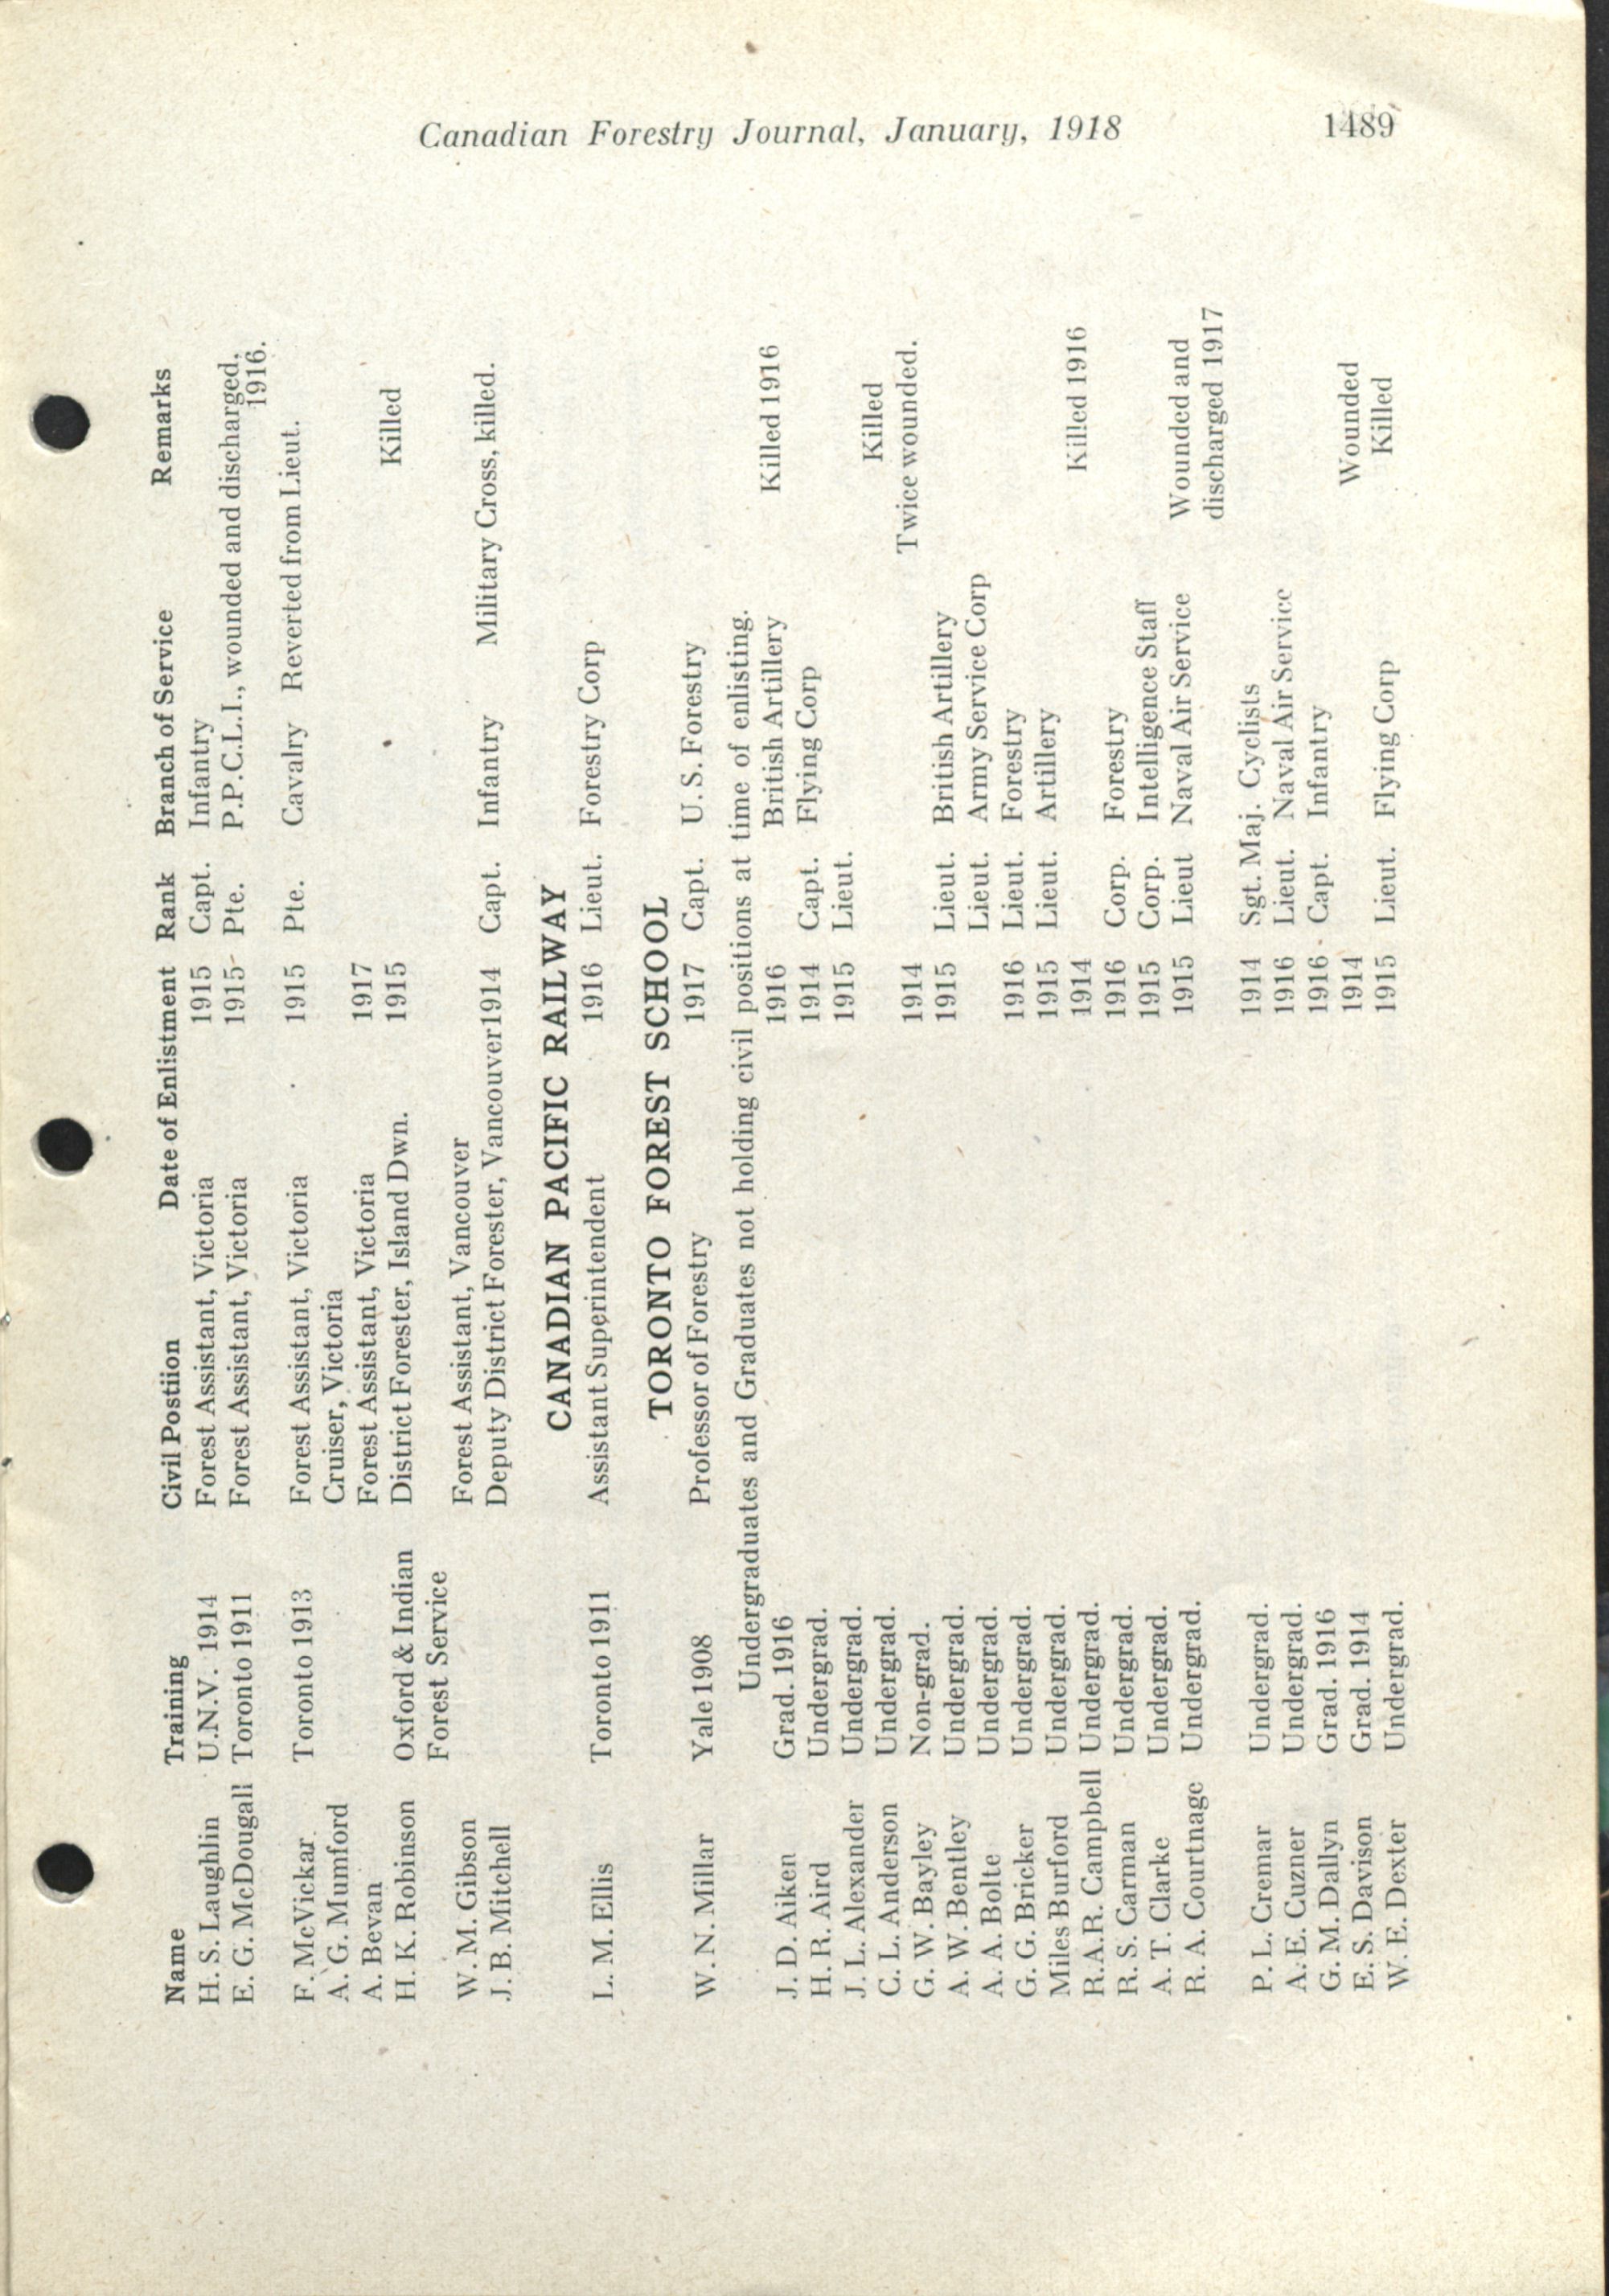 Canadian Forestry Journal, January, 1918 1489
Name Training Civil Postiion Date of Enlistment Rank Branch of Service Remarks
H. S. Laughlin U.N.V. 1914 Forest Assistant, Victoria 1915 Capt. Infantry
E. G. McDougall Toronto 1911 Forest Assistant, Victoria 1915 Pte. P.P.C.L.I., wounded and discharged,
1916.
F. McVickar Toronto 1913 Forest Assistant, Victoria 1915 Pte. Cavalry Reverted from Lieut.
A. G. Mumford Cruiser, Victoria
A. Bevan Forest Assistant, Victoria 1917
H. K. Robinson Oxford & Indian District Forester, Island Dwn. 1915 Killed
Forest Service
W. M. Gibson Forest Assistant, Vancouver
J. B. Mitchell Deputy District Forester, Vancouver 1914 Capt. Infantry Military Cross, killed.
CANADIAN PACIFIC RAILWAY
L. M. Ellis Toronto 1911 Assistant Superintendent 1916 Lieut. Forestry Corp
TORONTO FOREST SCHOOL
W. N. Millar Yale 1908 Professor of Forestry 1917 Capt. U.S. Forestry
Undergraduates and Graduates not holding civil positions at time of enlisting.
J. D. Aiken Grad. 1916 1916 British Artillery Killed 1916
H. R. Aird Undergrad. 1914 Capt. Flying Corp
J. L. Alexander Undergrad. 1915 Lieut.
C. L. Anderson Undergrad. Killed
G. W. Bayley Non-grad. 1914 Twice wounded.
A. W. Bentley Undergrad. 1915 Lieut. British Artillery
A. A. Bolte Undergrad. Lieut. Army Service Corp
G. G. Bricker Undergrad. 1916 Lieut. Forestry
Miles Burford Undergrad. 1915 Lieut. Artillery
R.A.R. Campbell Undergrad. 1914 Killed 1916
R. S. Carman Undergrad. 1916 Corp. Forestry
A. T. Clarke Undergrad. 1915 Corp. Intelligence Staff
R. A. Courtnage Undergrad. 1915 Lieut Naval Air Service Wounded and
discharged 1917
P. L. Cremar Undergrad. 1914 Sgt. Maj. Cyclists
A. E. Cuzner Undergrad. 1916 Lieut. Naval Air Service
G. M. Dallyn Grad. 1916 1916 Capt. Infantry
E. S. Davison Grad. 1914 1914 Wounded
W. E. Dexter Undergrad. 1915 Lieut. Flying Corp Killed